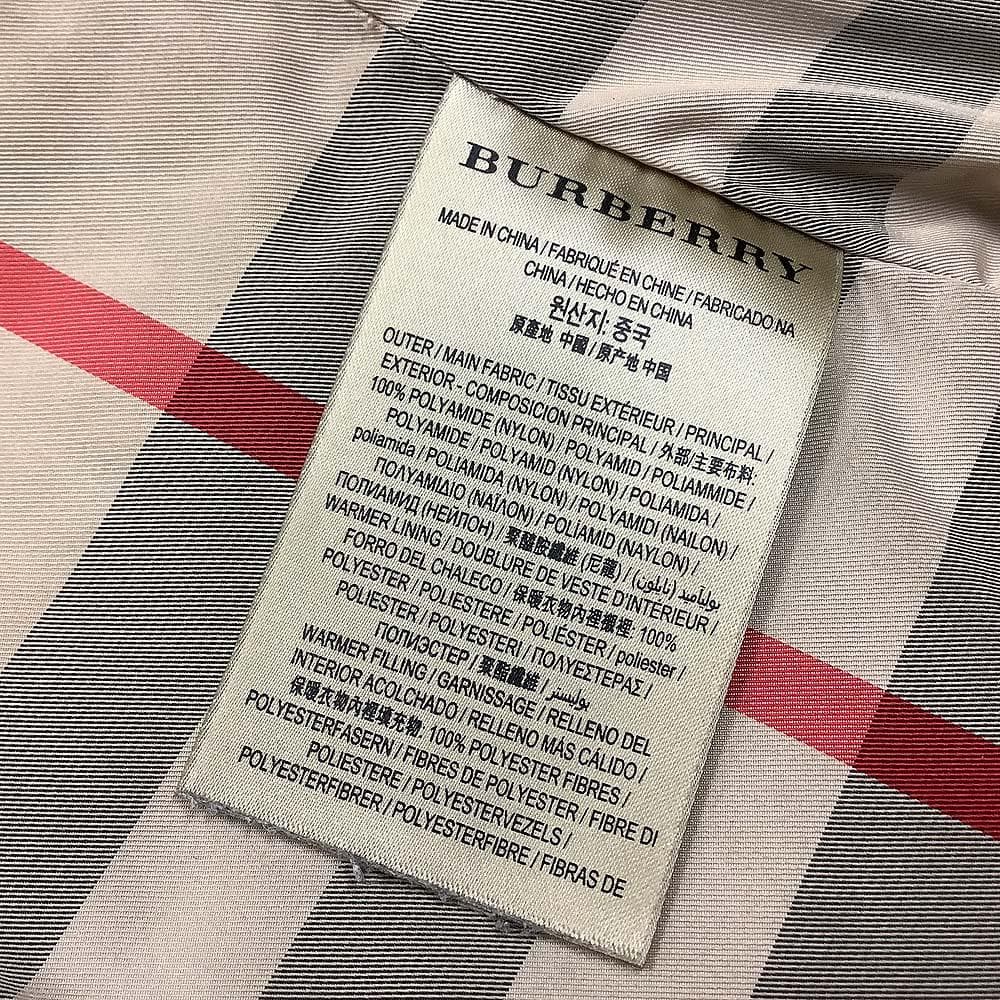 BURBERRY
MADE IN CHINA / FABRIQUÉ EN CHINE / FABRICADO NA
CHINA / HECHO EN CHINA
원산지: 중국
原產地 中國 / 原产地 中国
OUTER / MAIN FABRIC / TISSU EXTÉRIEUR / PRINCIPAL /
EXTERIOR - COMPOSICION PRINCIPAL / 外部/主要布料:
100% POLYAMIDE (NYLON) / POLYAMID / POLIAMMIDE /
POLYAMIDE / POLYAMID (NYLON) / POLIAMIDA /
poliamida / POLIAMIDA (NYLON) / POLYAMIDI (NAILON) /
ΠΟΛΥΑΜΙΔΙΟ (ΝΑΪΛΟΝ) / POLIAMID (NAYLON) /
ПОЛИАМИД (НЕЙЛОН) / 聚醯胺纖維 (尼龍) / بولياميد (نايلون)
WARMER LINING / DOUBLURE DE VESTE D'INTERIEUR /
FORRO DEL CHALECO / 保暖衣物內裡襯裡: 100%
POLYESTER / POLIESTERE / POLIÉSTER / poliester /
POLIESTER / POLYESTERI / ΠΟΛΥΕΣΤΕΡΑΣ /
ПОЛИЭСТЕР / 聚酯纖維 / بوليستر
WARMER FILLING / GARNISSAGE / RELLENO DEL
INTERIOR ACOLCHADO / RELLENO MÁS CÁLIDO /
保暖衣物內裡填充物: 100% POLYESTER FIBRES /
POLYESTERFASERN / FIBRES DE POLYESTER / FIBRE DI
POLIESTERE / POLYESTERVEZELS /
POLYESTERFIBRER / POLYESTERFIBRE / FIBRAS DE